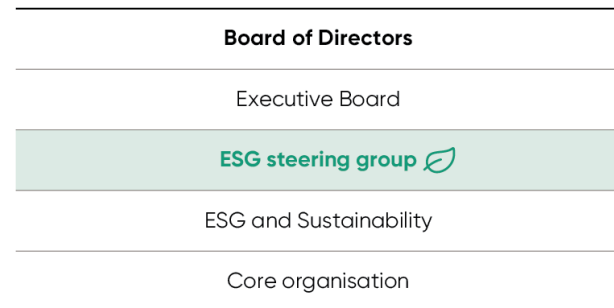 Board of Directors
Executive Board
ESG steering group
ESG and Sustainability
Core organisation